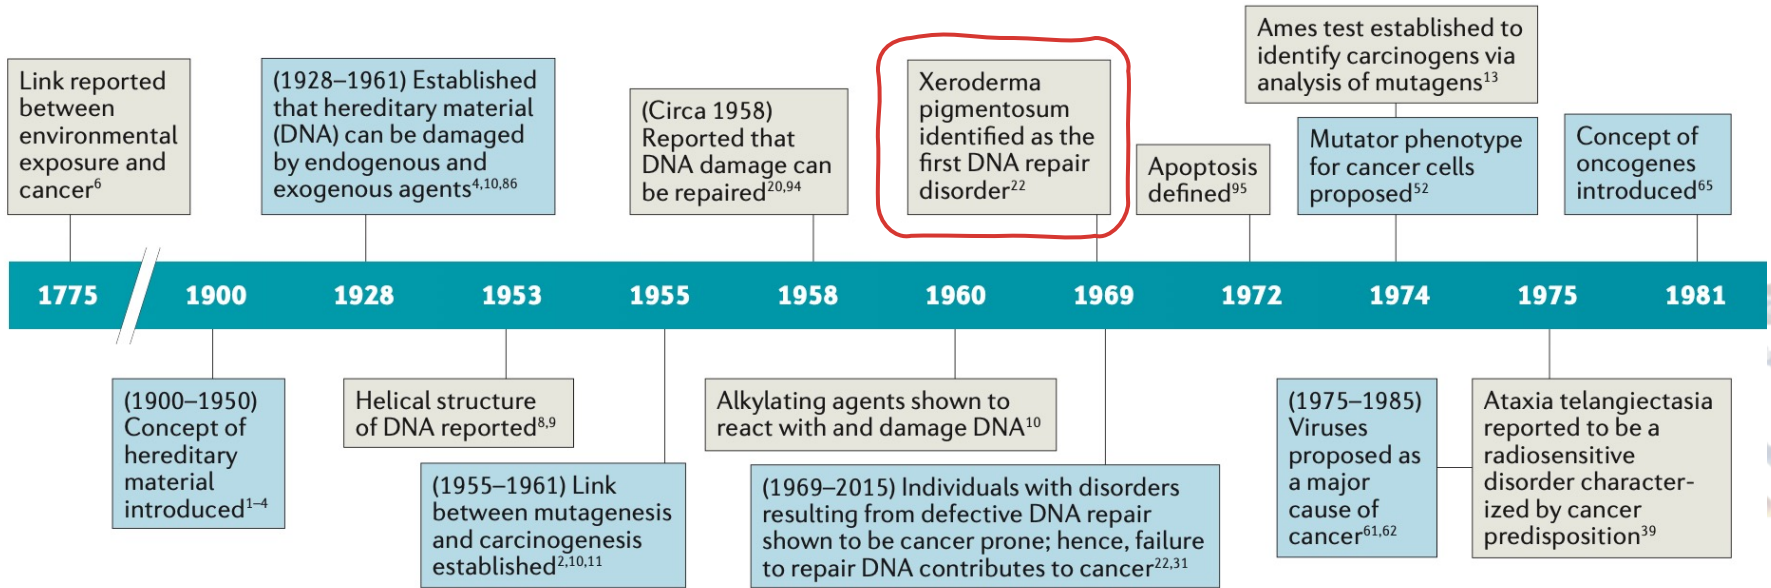 Link reported
between
environmental
exposure and
cancer6
(1928–1961) Established
that hereditary material
(DNA) can be damaged
by endogenous and
exogenous agents4,10,86
(Circa 1958)
Reported that
DNA damage can
be repaired20,94
Xeroderma
pigmentosum
identified as the
first DNA repair
disorder22
Apoptosis
defined95
Ames test established to
identify carcinogens via
analysis of mutagens13
Mutator phenotype
for cancer cells
proposed52
Concept of
oncogenes
introduced65
1775 1900 1928 1953 1955 1958 1960 1969 1972 1974 1975 1981
(1900–1950)
Concept of
hereditary
material
introduced1–4
Helical structure
of DNA reported8,9
(1955–1961) Link
between mutagenesis
and carcinogenesis
established2,10,11
Alkylating agents shown to
react with and damage DNA10
(1969–2015) Individuals with disorders
resulting from defective DNA repair
shown to be cancer prone; hence, failure
to repair DNA contributes to cancer22,31
(1975–1985)
Viruses
proposed as
a major
cause of
cancer61,62
Ataxia telangiectasia
reported to be a
radiosensitive
disorder character-
ized by cancer
predisposition39